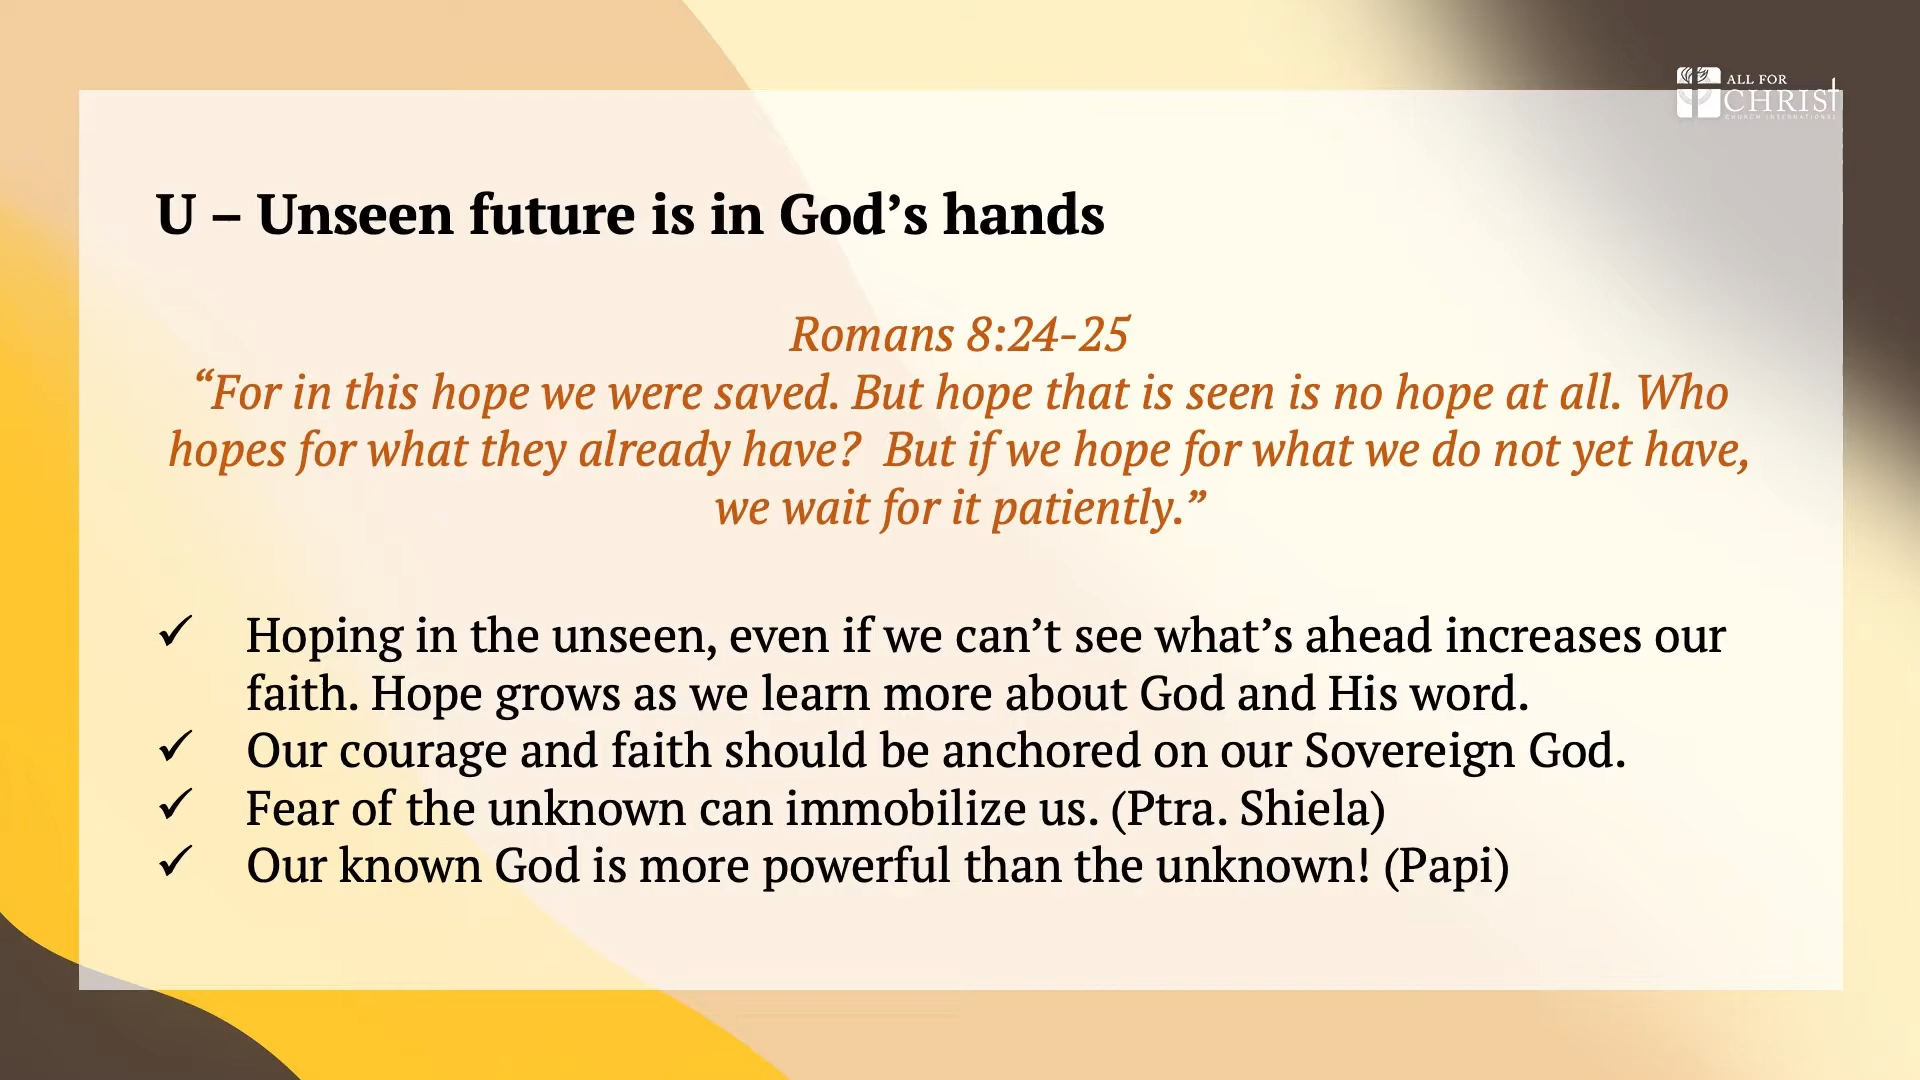 ALL FOR
CHRIST
CHURCH INTERNATIONAL
U – Unseen future is in God’s hands
Romans 8:24-25
“For in this hope we were saved. But hope that is seen is no hope at all. Who
hopes for what they already have?  But if we hope for what we do not yet have,
we wait for it patiently.”
✓ Hoping in the unseen, even if we can’t see what’s ahead increases our
faith. Hope grows as we learn more about God and His word.
✓ Our courage and faith should be anchored on our Sovereign God.
✓ Fear of the unknown can immobilize us. (Ptra. Shiela)
✓ Our known God is more powerful than the unknown! (Papi)